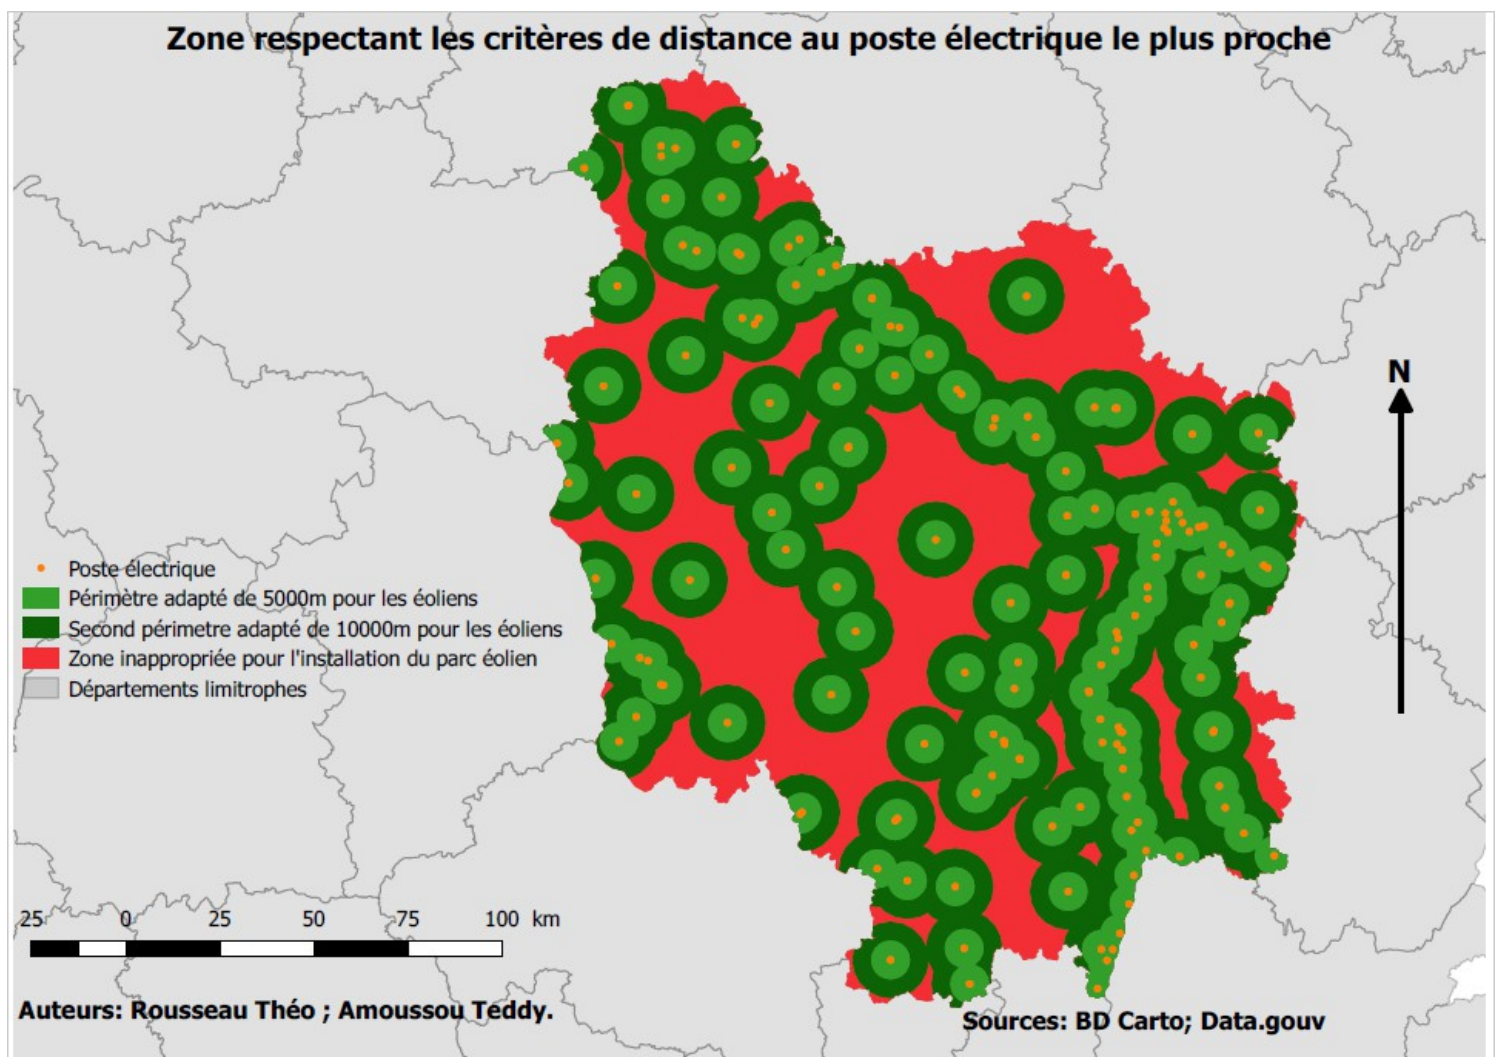 Zone respectant les critères de distance au poste électrique le plus proche
N
Poste électrique
Périmètre adapté de 5000m pour les éoliens
Second périmetre adapté de 10000m pour les éoliens
Zone inappropriée pour l'installation du parc éolien
Départements limitrophes
25 0 25 50 75 100 km
Auteurs: Rousseau Théo ; Amoussou Teddy.
Sources: BD Carto; Data.gouv